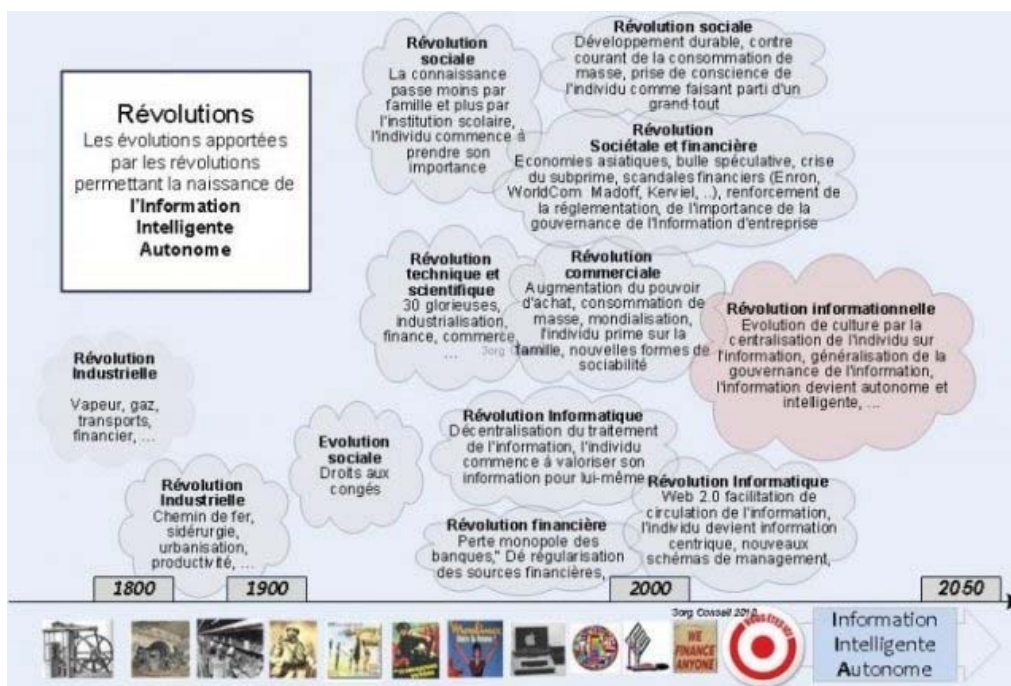 Révolutions
Les évolutions apportées
par les révolutions
permettant la naissance de
l'Information
Intelligente
Autonome
Révolution
sociale
La connaissance
passe moins par
famille et plus par
l'institution scolaire,
l'individu commence à
prendre son
importance
Révolution sociale
Développement durable, contre
courant de la consommation de
masse, prise de conscience de
l'individu comme faisant parti d'un
grand tout
Révolution
Sociétale et financière
Economies asiatiques, bulle spéculative, crise
du subprime, scandales financiers (Enron,
WorldCom Madoff, Kerviel, ..), renforcement
de la réglementation, de l'importance de la
gouvernance de l'Information d'entreprise
Révolution
technique et
scientifique
30 glorieuses,
industrialisation,
finance, commerce,
...
Révolution
commerciale
Augmentation du pouvoir
d'achat, consommation de
masse, mondialisation,
l'individu prime sur la
famille, nouvelles formes de
sociabilité
Révolution informationnelle
Evolution de culture par la
centralisation de l'individu sur
l'information, généralisation de la
gouvernance de l'information,
l'information devient autonome et
intelligente, ...
Révolution
Industrielle
Vapeur, gaz,
transports,
financier, ...
Révolution
Industrielle
Chemin de fer,
sidérurgie,
urbanisation,
productivité, ...
Evolution
sociale
Droits aux
congés
Révolution Informatique
Décentralisation du traitement
de l'information, l'individu
commence à valoriser son
information pour lui-même
Révolution Informatique
Web 2.0 facilitation de
circulation de l'information,
l'individu devient information
centrique, nouveaux
schémas de management,
Révolution financière
Perte monopole des
banques," Dé régularisation
des sources financières,
1800
1900
2000
2050
3org Conseil 2010
Moulinex
WE
FINANCE
ANYONE
VOUS ETES ICI
Information
Intelligente
Autonome